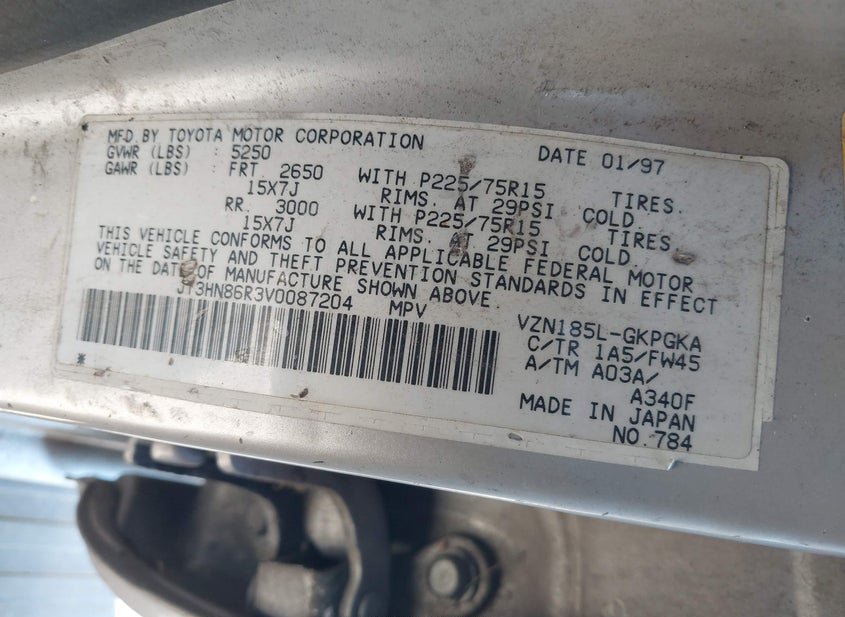 MFD. BY TOYOTA MOTOR CORPORATION DATE 01/97
GVWR (LBS) : 5250
GAWR (LBS) : FRT. 2650 WITH P225/75R15 TIRES.
15X7J RIMS. AT 29PSI COLD.
RR. 3000 WITH P225/75R15 TIRES.
15X7J RIMS. AT 29PSI COLD.
THIS VEHICLE CONFORMS TO ALL APPLICABLE FEDERAL MOTOR
VEHICLE SAFETY AND THEFT PREVENTION STANDARDS IN EFFECT
ON THE DATE OF MANUFACTURE SHOWN ABOVE.
JT3HN86R3V0087204 MPV
VZN185L-GKPGKA
C/TR 1A5/FW45
A/TM A03A/
A340F
MADE IN JAPAN
NO.784